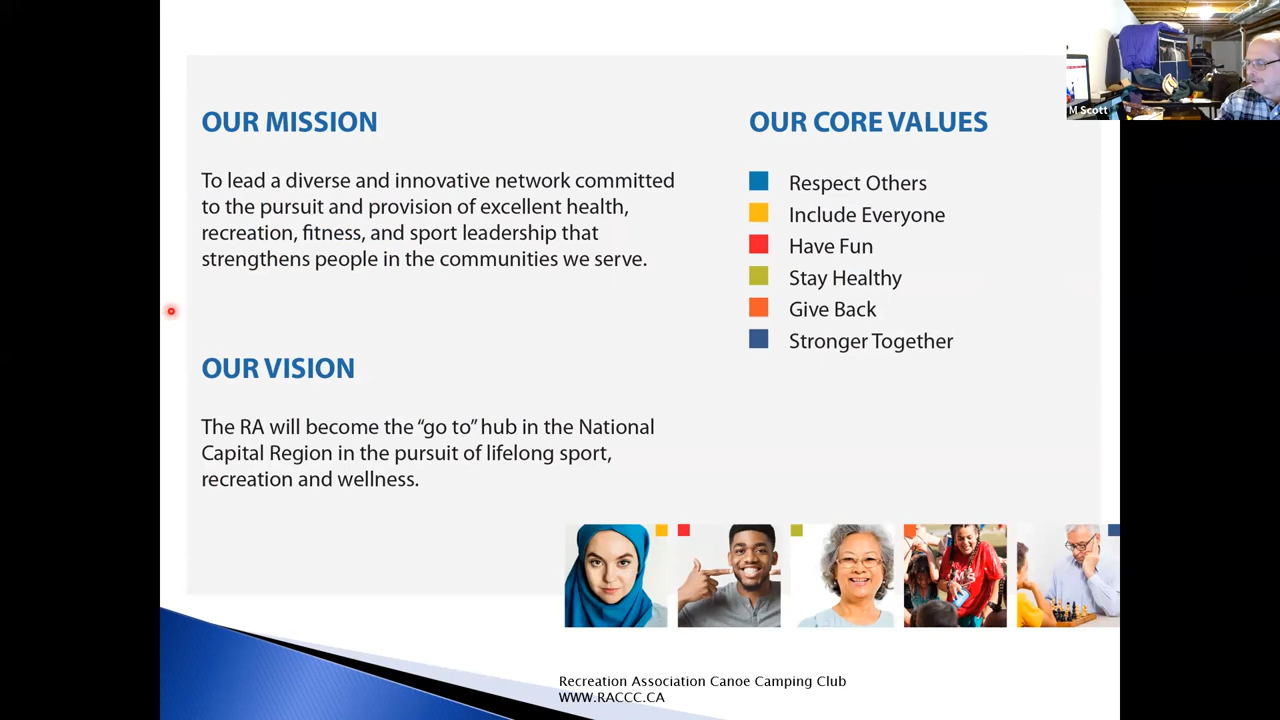 OUR MISSION
To lead a diverse and innovative network committed
to the pursuit and provision of excellent health,
recreation, fitness, and sport leadership that
strengthens people in the communities we serve.
OUR VISION
The RA will become the “go to” hub in the National
Capital Region in the pursuit of lifelong sport,
recreation and wellness.
OUR CORE VALUES
Respect Others
Include Everyone
Have Fun
Stay Healthy
Give Back
Stronger Together
M Scott
Recreation Association Canoe Camping Club
WWW.RACCC.CA